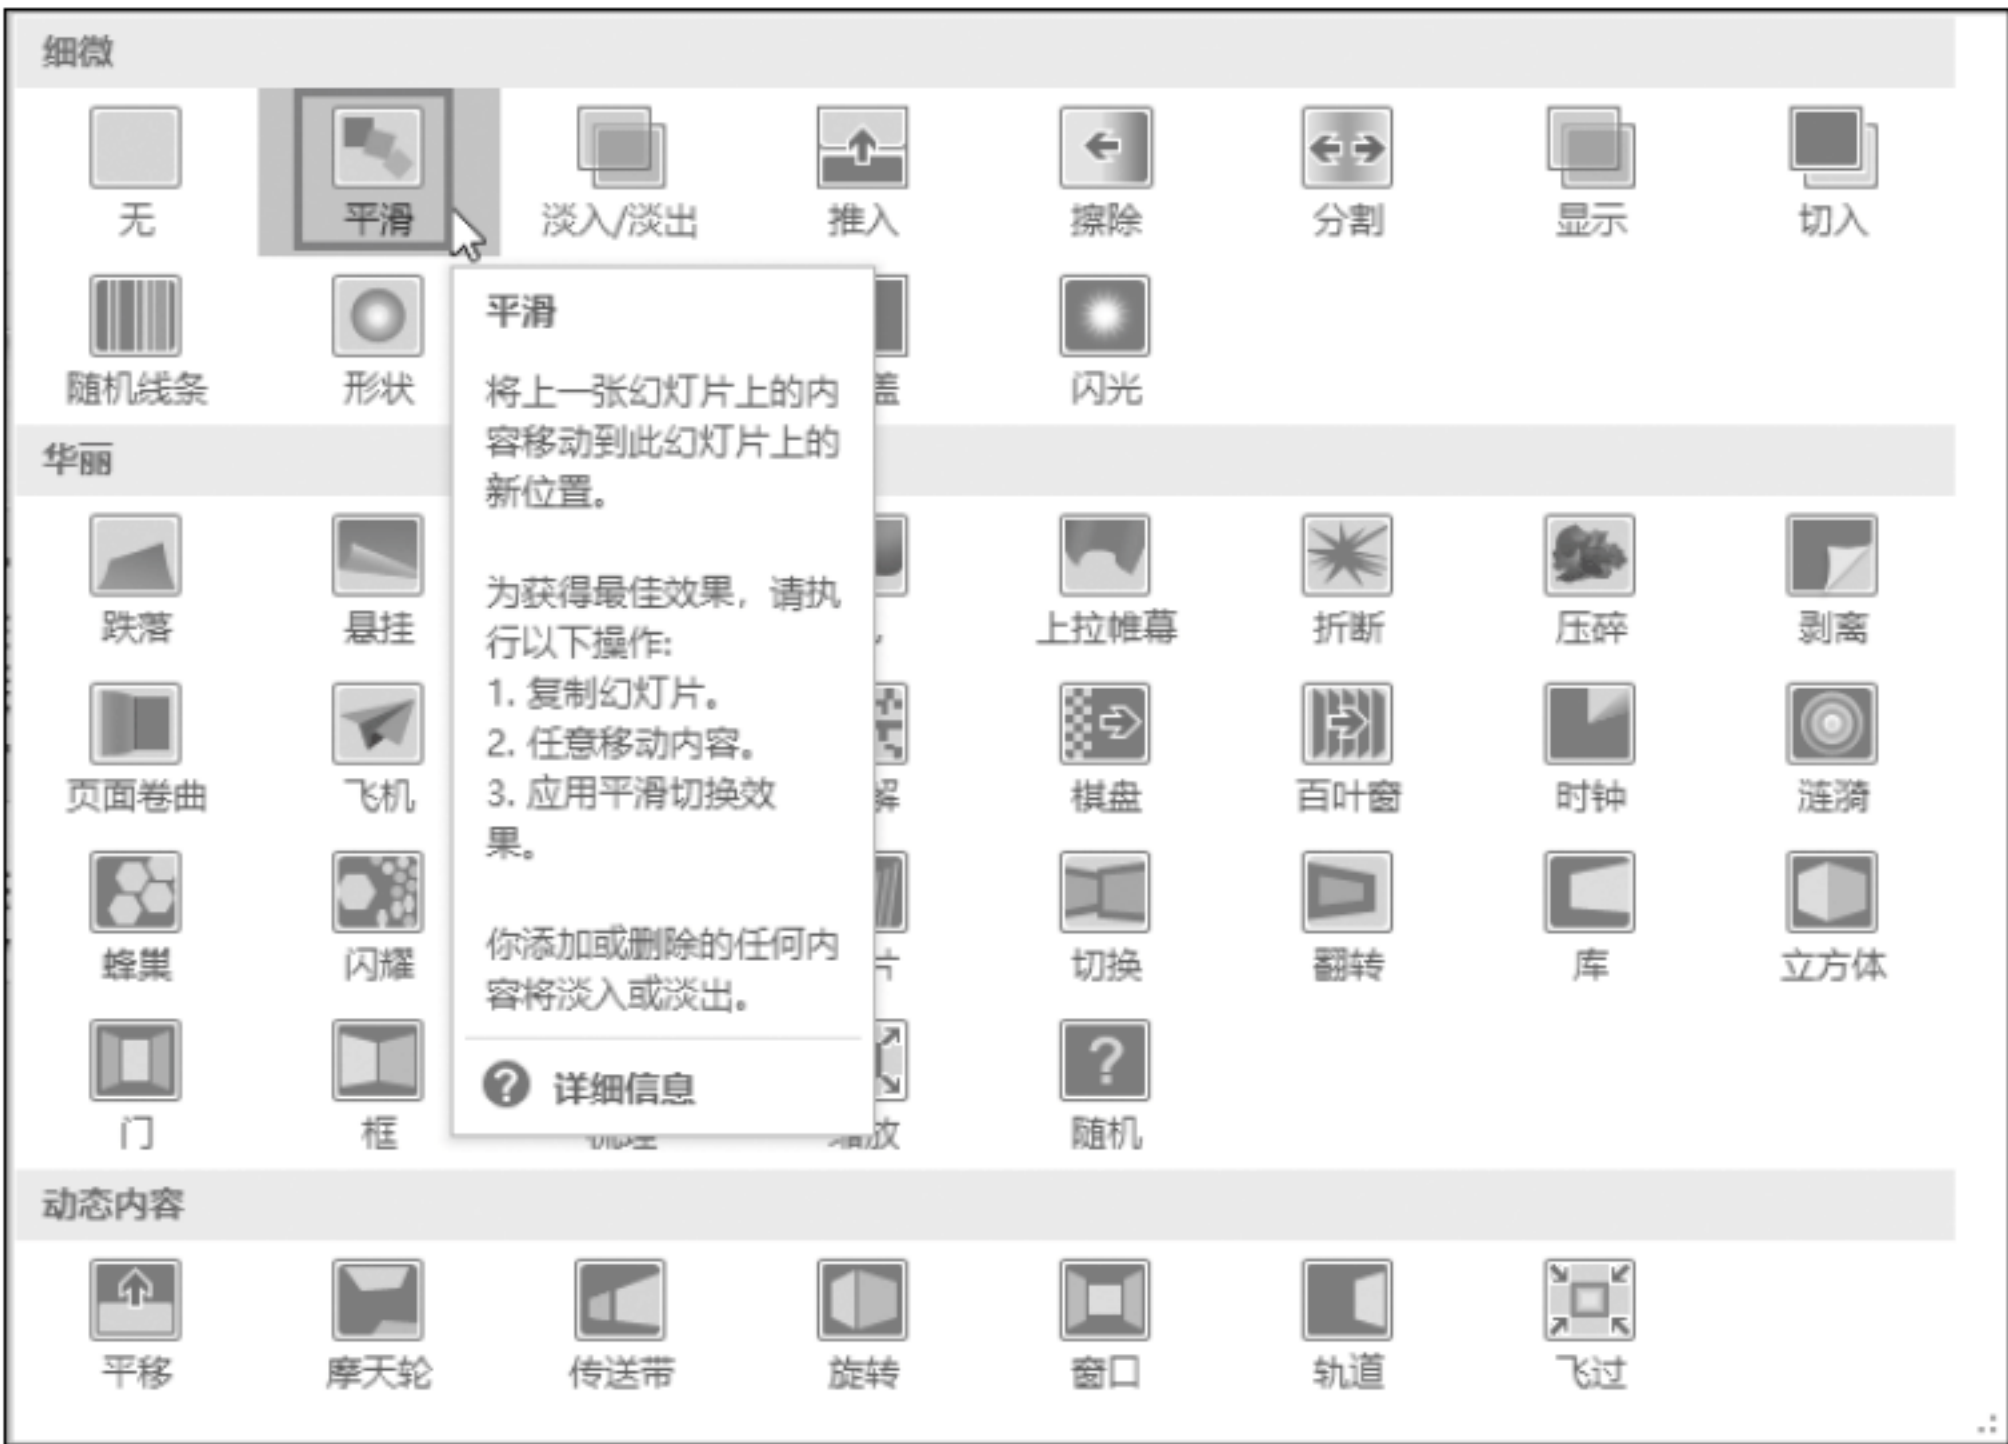 细微
无 平滑 淡入/淡出 推入 擦除 分割 显示 切入
随机线条 形状 盖 闪光
平滑
将上一张幻灯片上的内
容移动到此幻灯片上的
新位置。
为获得最佳效果，请执
行以下操作:
1. 复制幻灯片。
2. 任意移动内容。
3. 应用平滑切换效
果。
你添加或删除的任何内
容将淡入或淡出。
详细信息
华丽
跌落 悬挂 上拉帷幕 折断 压碎 剥离
页面卷曲 飞机 解 棋盘 百叶窗 时钟 涟漪
蜂巢 闪耀 片 切换 翻转 库 立方体
门 框 梳理 缩放 随机
动态内容
平移 摩天轮 传送带 旋转 窗口 轨道 飞过